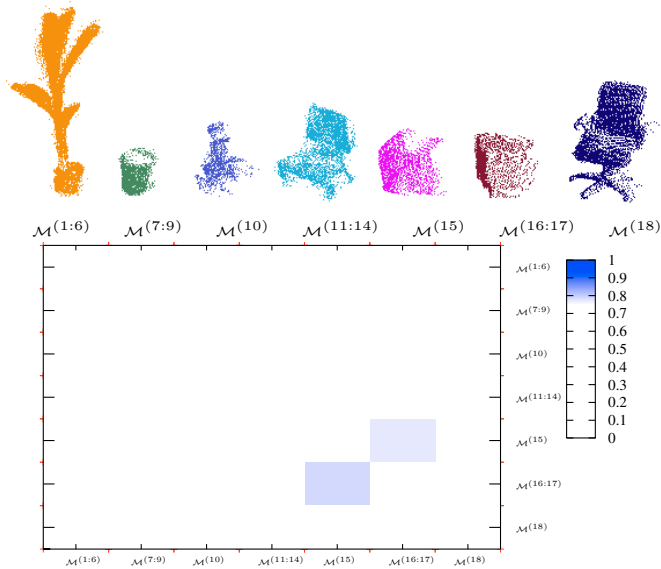 ℳ(1:6) ℳ(7:9) ℳ(10) ℳ(11:14) ℳ(15) ℳ(16:17) ℳ(18)
ℳ(1:6)
ℳ(7:9)
ℳ(10)
ℳ(11:14)
ℳ(15)
ℳ(16:17)
ℳ(18)
1
0.9
0.8
0.7
0.6
0.5
0.4
0.3
0.2
0.1
0
ℳ(1:6) ℳ(7:9) ℳ(10) ℳ(11:14) ℳ(15) ℳ(16:17) ℳ(18)